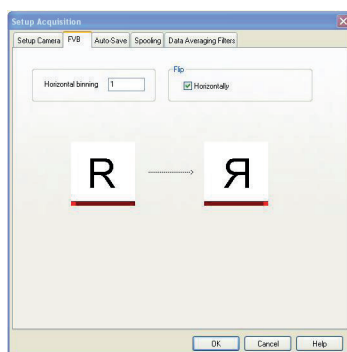 Setup Acquisition
Setup Camera FVB Auto-Save Spooling Data Averaging Filters
Horizontal binning 1
Flip
Horizontally
R Я
OK Cancel Help